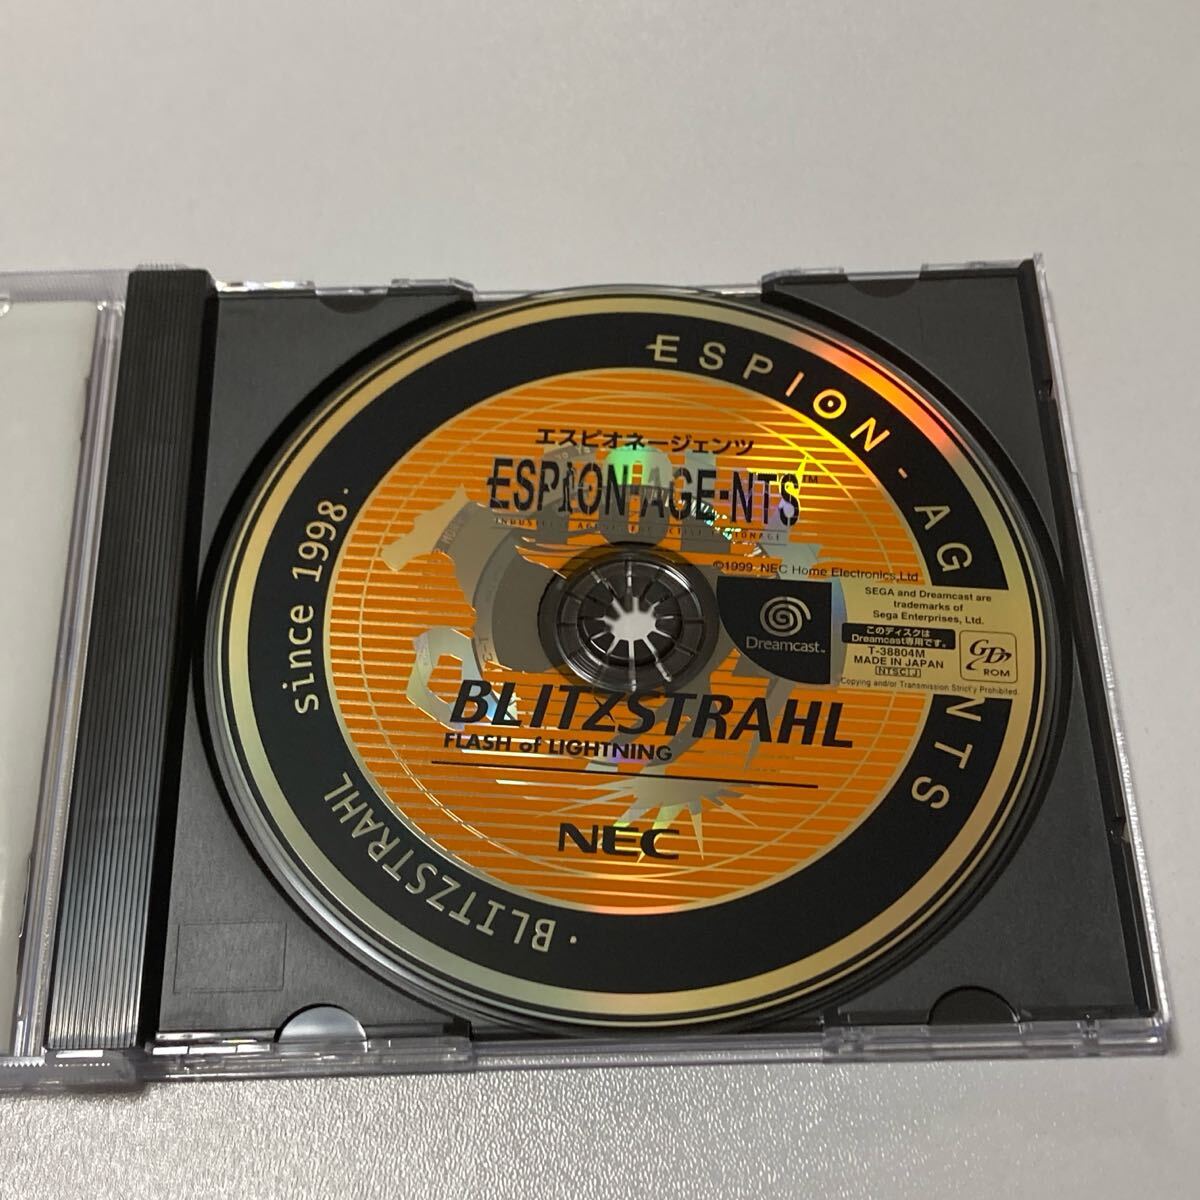 ESPION-AGENTS
エスピオネージェンツ
ESPION-AGE-NTS™
©1999 NEC Home Electronics,Ltd
SEGA and Dreamcast are
trademarks of
Sega Enterprises, Ltd.
Dreamcast™
このディスクは
Dreamcast専用です。
T-38804M
MADE IN JAPAN
NTSC J
GD
ROM
Copying and/or Transmission Strictly Prohibited.
BLITZSTRAHL
FLASH of LIGHTNING
NEC
·BLITZSTRAHL
since 1998.